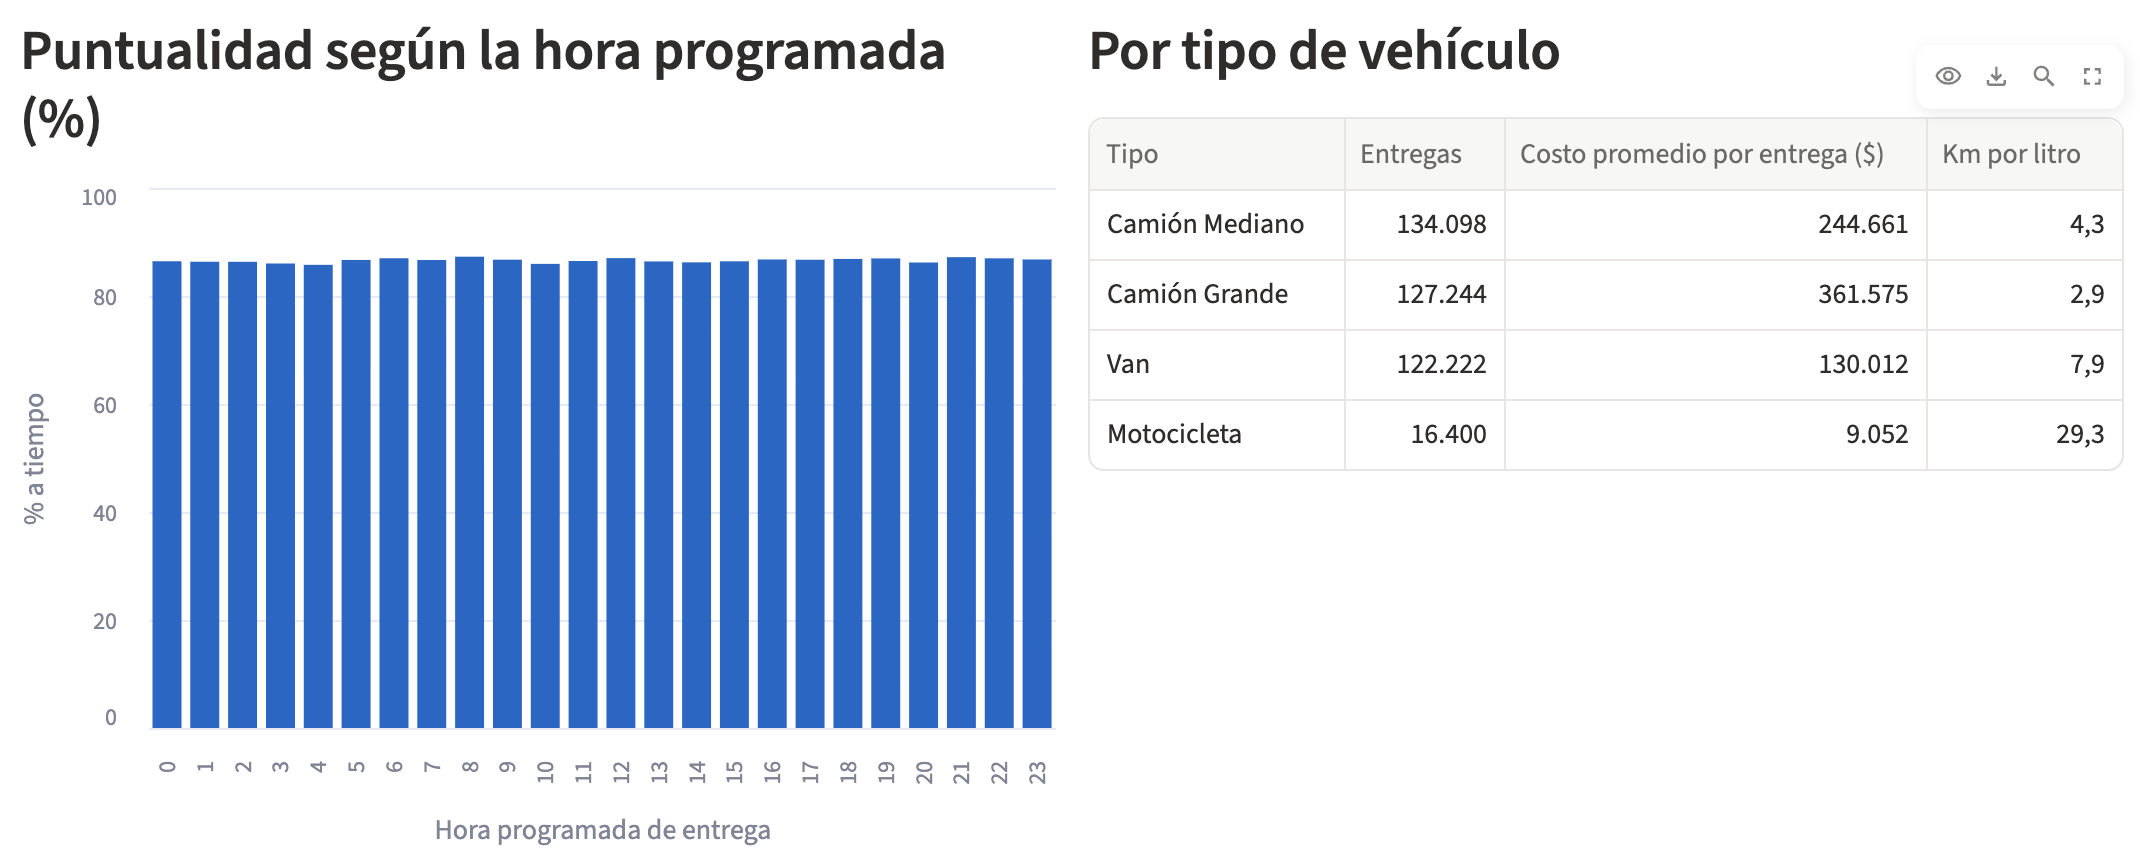 Puntualidad según la hora programada
(%)
100
80
60
40
20
0
% a tiempo
0 1 2 3 4 5 6 7 8 9 10 11 12 13 14 15 16 17 18 19 20 21 22 23
Hora programada de entrega
Por tipo de vehículo
Tipo Entregas Costo promedio por entrega ($) Km por litro
Camión Mediano 134.098 244.661 4,3
Camión Grande 127.244 361.575 2,9
Van 122.222 130.012 7,9
Motocicleta 16.400 9.052 29,3